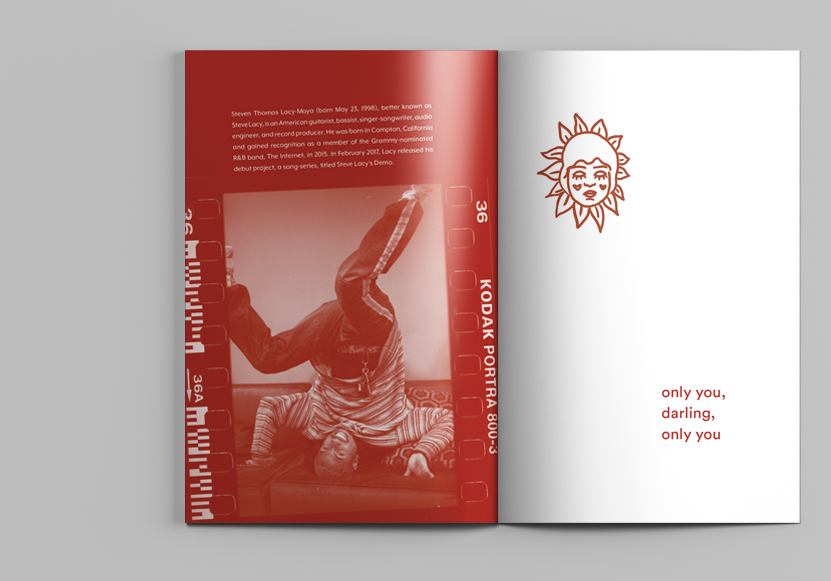 Steven Thomas Lacy-Moya (born May 23, 1998), better known as
Steve Lacy, is an American guitarist, bassist, singer-songwriter, audio
engineer, and record producer. He was born in Compton, California
and gained recognition as a member of the Grammy-nominated
R&B band, The Internet, in 2015. In February 2017, Lacy released his
debut project, a song-series, titled Steve Lacy's Demo.
36
36
KODAK PORTRA 800-3
36A
only you,
darling,
only you